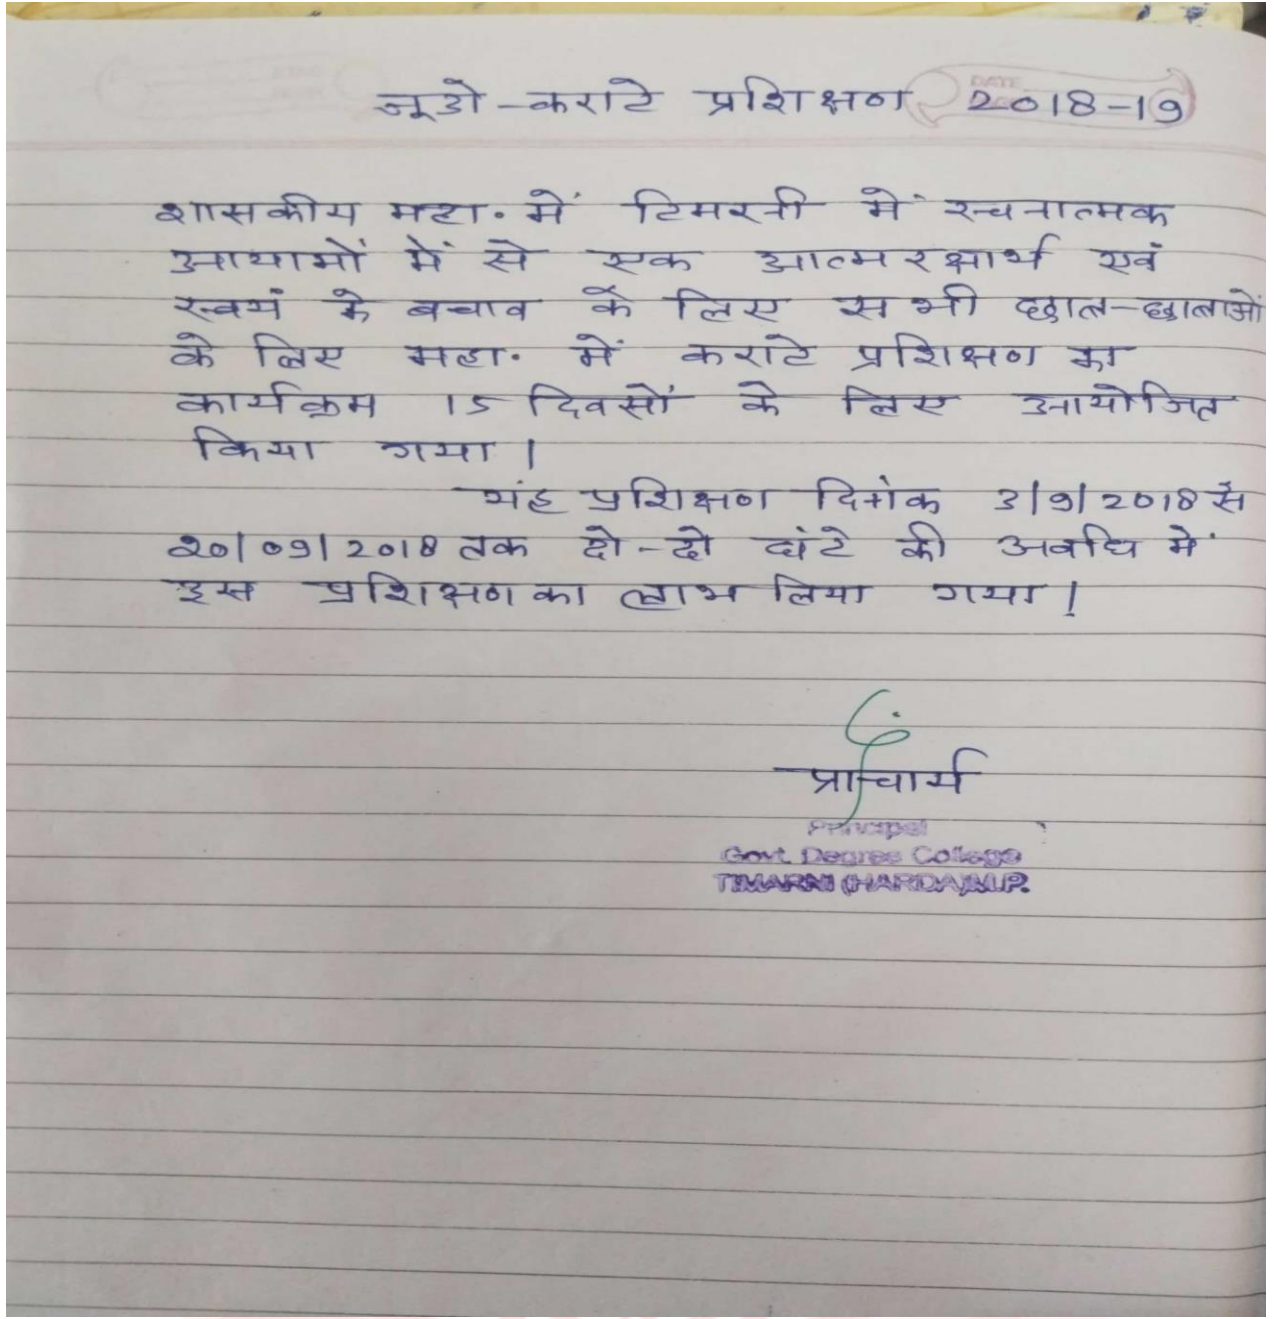 जूडो-कराटे प्रशिक्षण 2018-19
शासकीय महा. में टिमरनी में रचनात्मक
आयामों में से एक आत्मरक्षार्थ एवं
स्वयं के बचाव के लिए सभी छात्र-छात्राओं
के लिए महा. में कराटे प्रशिक्षण का
कार्यक्रम 15 दिवसों के लिए आयोजित
किया गया।
यह प्रशिक्षण दिनांक 3/9/2018 से
20/09/2018 तक दो-दो घंटे की अवधि में
इस प्रशिक्षण का लाभ लिया गया।
प्राचार्य
Principal
Govt. Degree College
TIMARNI (HARDA) M.P.